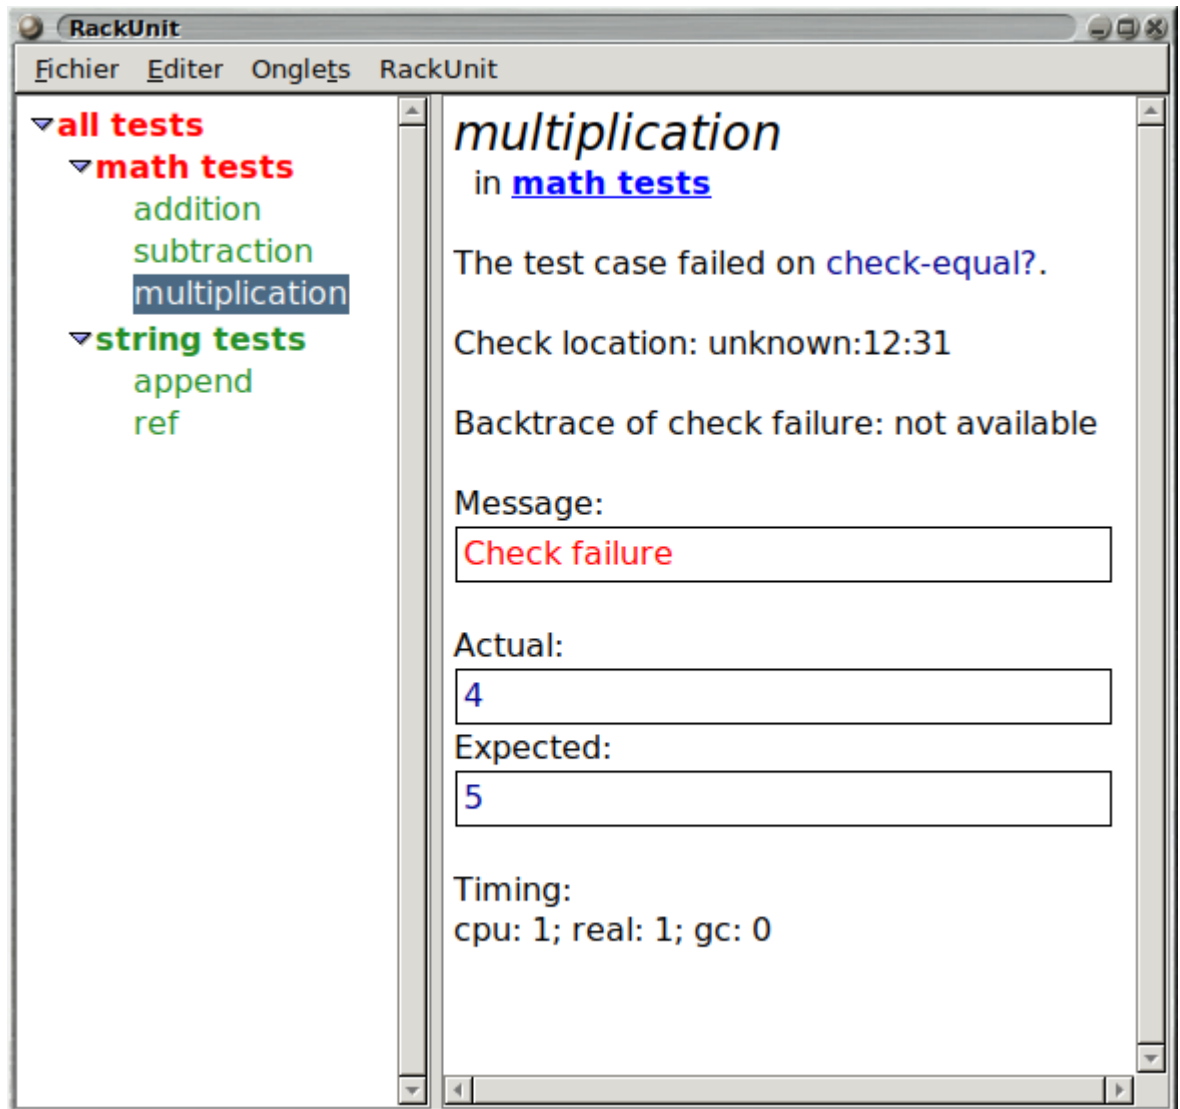 RackUnit
Fichier Editer Onglets RackUnit
all tests
math tests
addition
subtraction
multiplication
string tests
append
ref
multiplication
in math tests
The test case failed on check-equal?.
Check location: unknown:12:31
Backtrace of check failure: not available
Message:
Check failure
Actual:
4
Expected:
5
Timing:
cpu: 1; real: 1; gc: 0